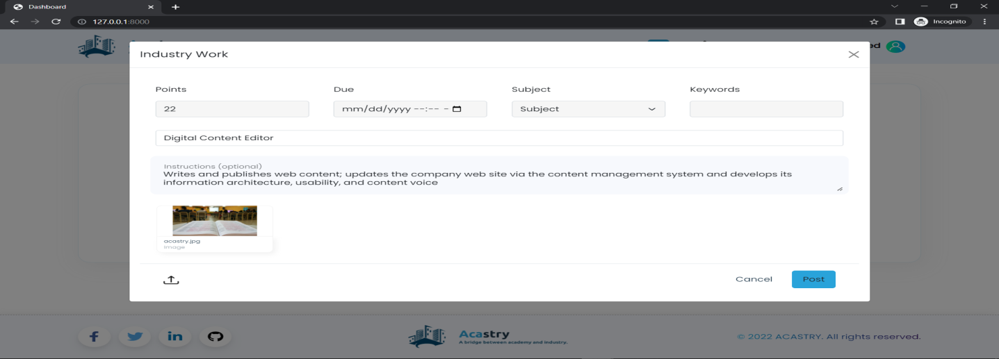 Dashboard
127.0.0.1:8000
Incognito
Industry Work
Points
Due
Subject
Keywords
22
mm/dd/yyyy --:-- -
Subject
Digital Content Editor
Instructions (optional)
Writes and publishes web content; updates the company web site via the content management system and develops its
information architecture, usability, and content voice
acastry.jpg
Image
Cancel
Post
f
in
Acastry
A bridge between academy and industry.
© 2022 ACASTRY. All rights reserved.